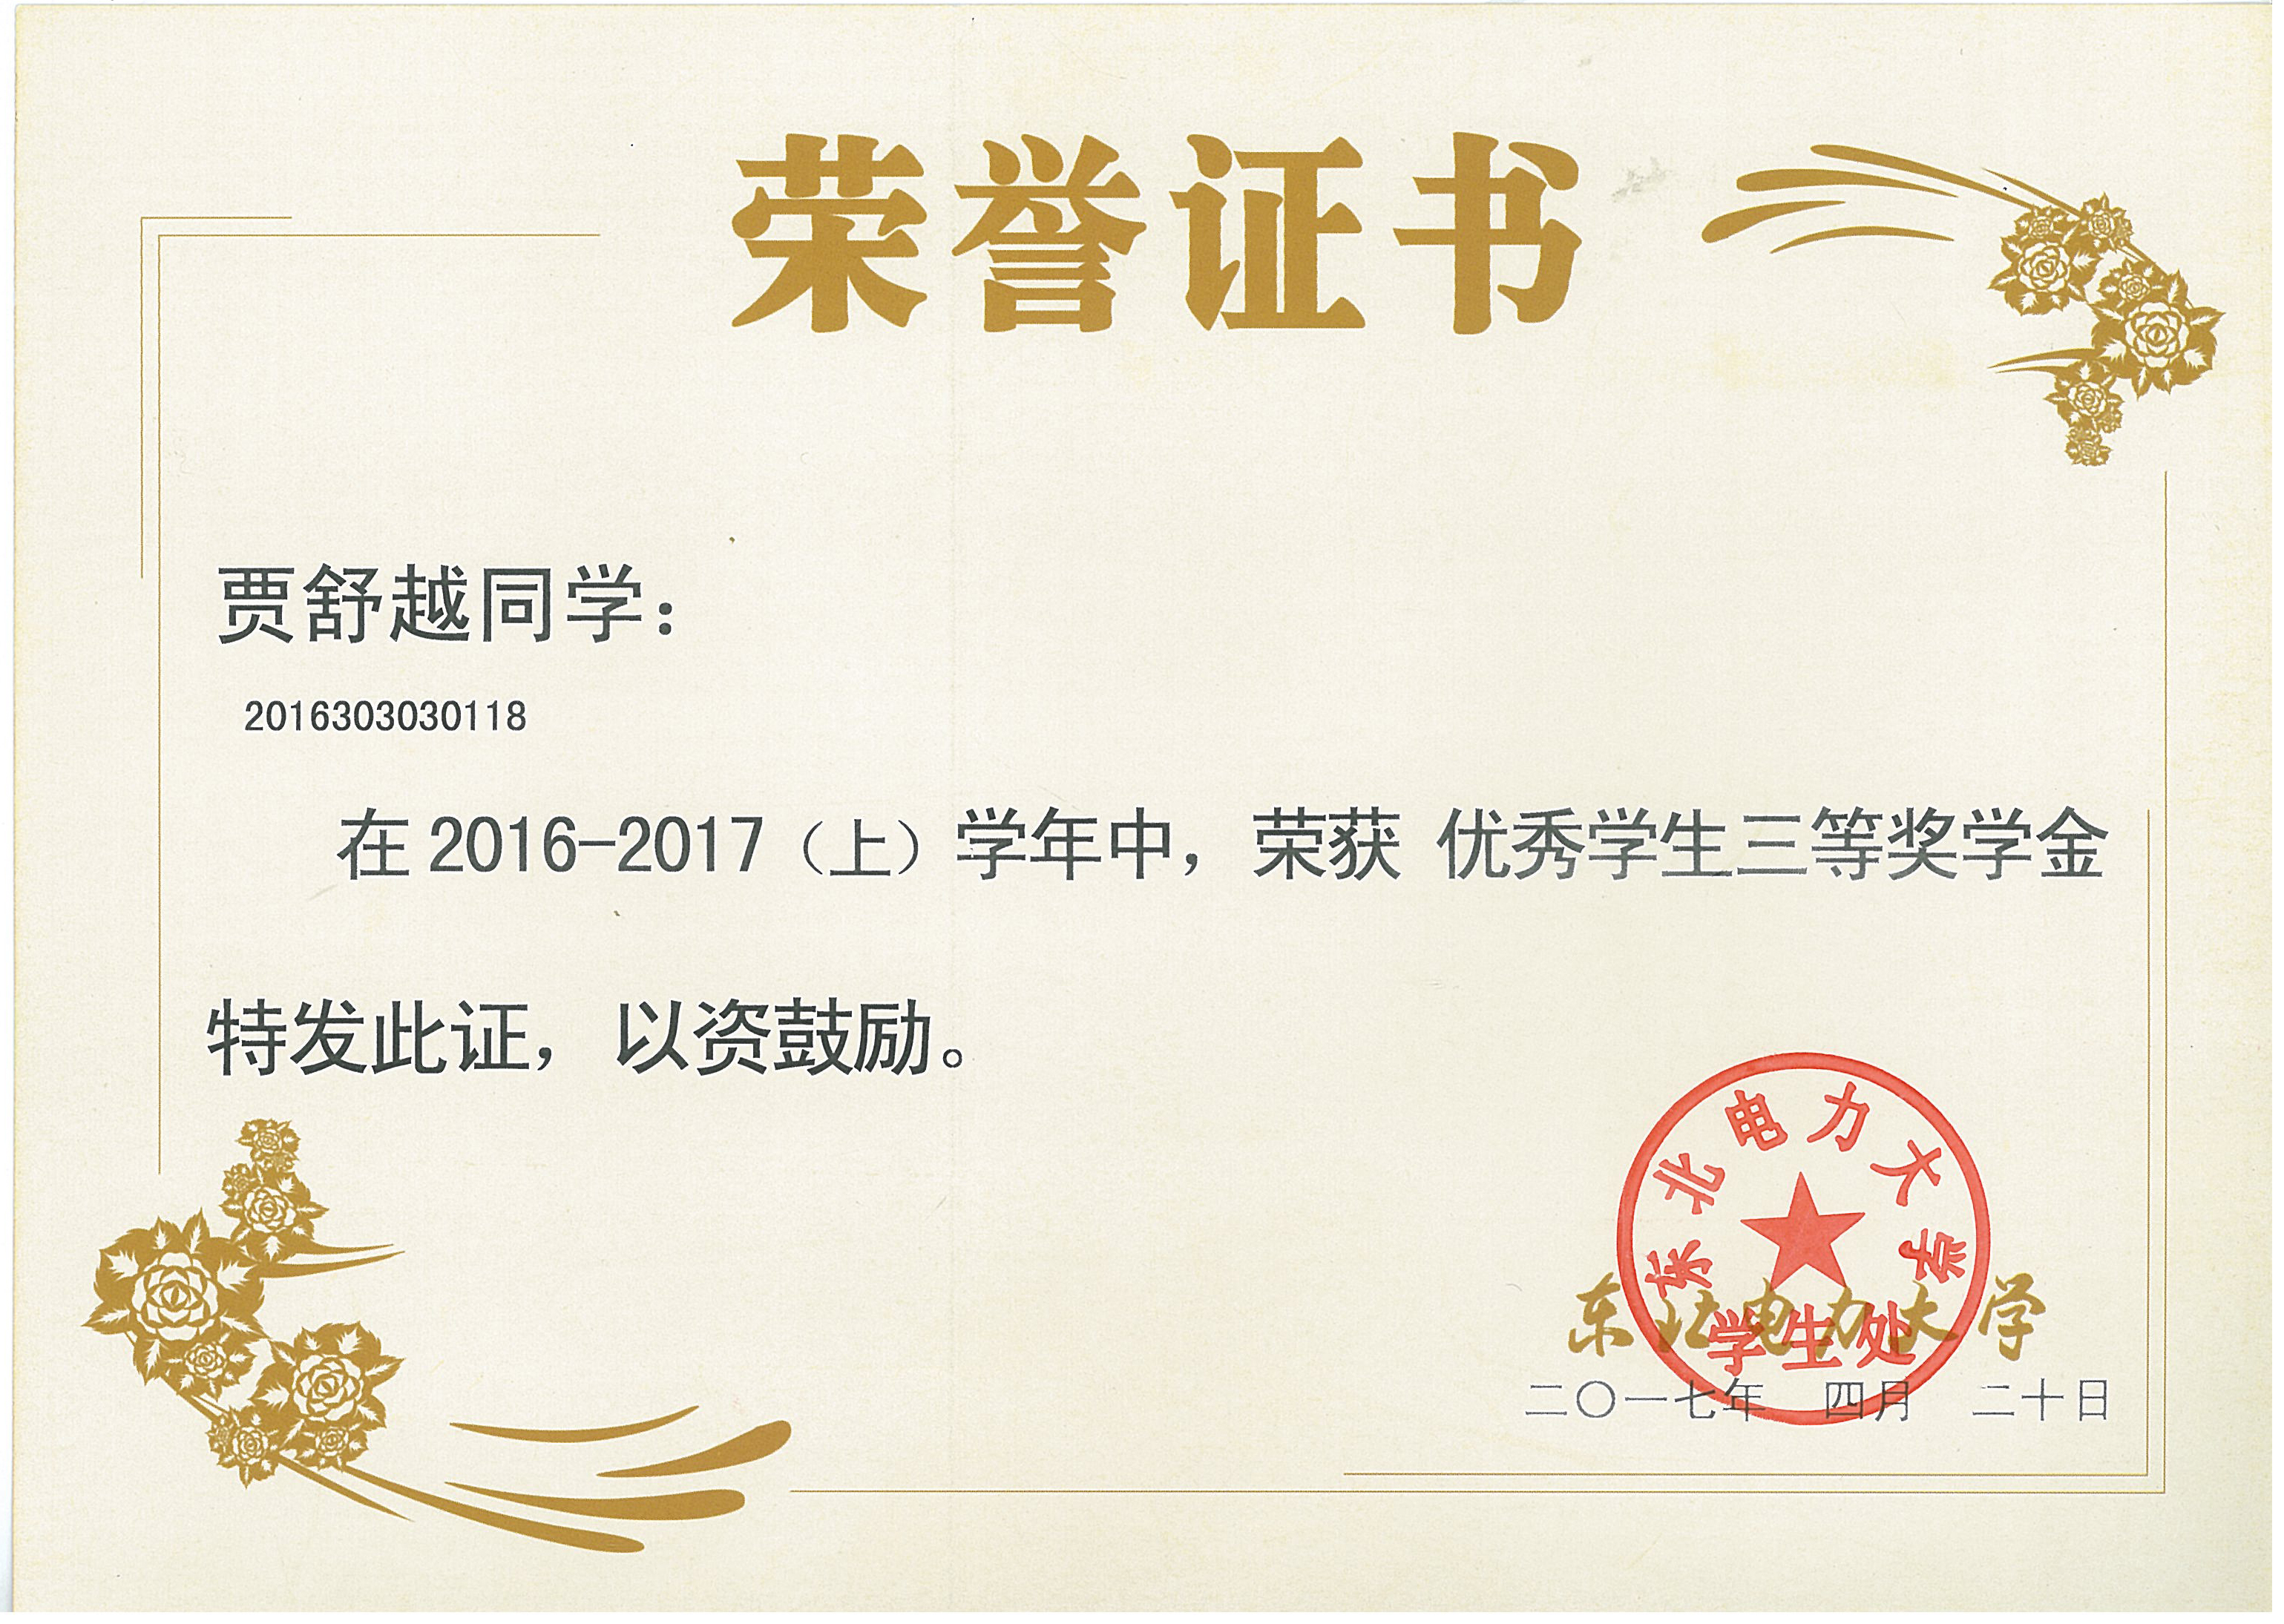 荣誉证书
贾舒越同学：
2016303030118
在 2016-2017（上）学年中，荣获 优秀学生三等奖学金
特发此证，以资鼓励。
东北电力大学
学生处
东北电力大学
二〇一七年 四月 二十日